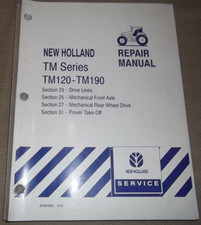 NEW HOLLAND
REPAIR
MANUAL
TM Series
TM120-TM190
Section 23 - Drive Lines
Section 25 - Mechanical Front Axle
Section 27 - Mechanical Rear Wheel Drive
Section 31 - Power Take-Off
NEW HOLLAND
SERVICE